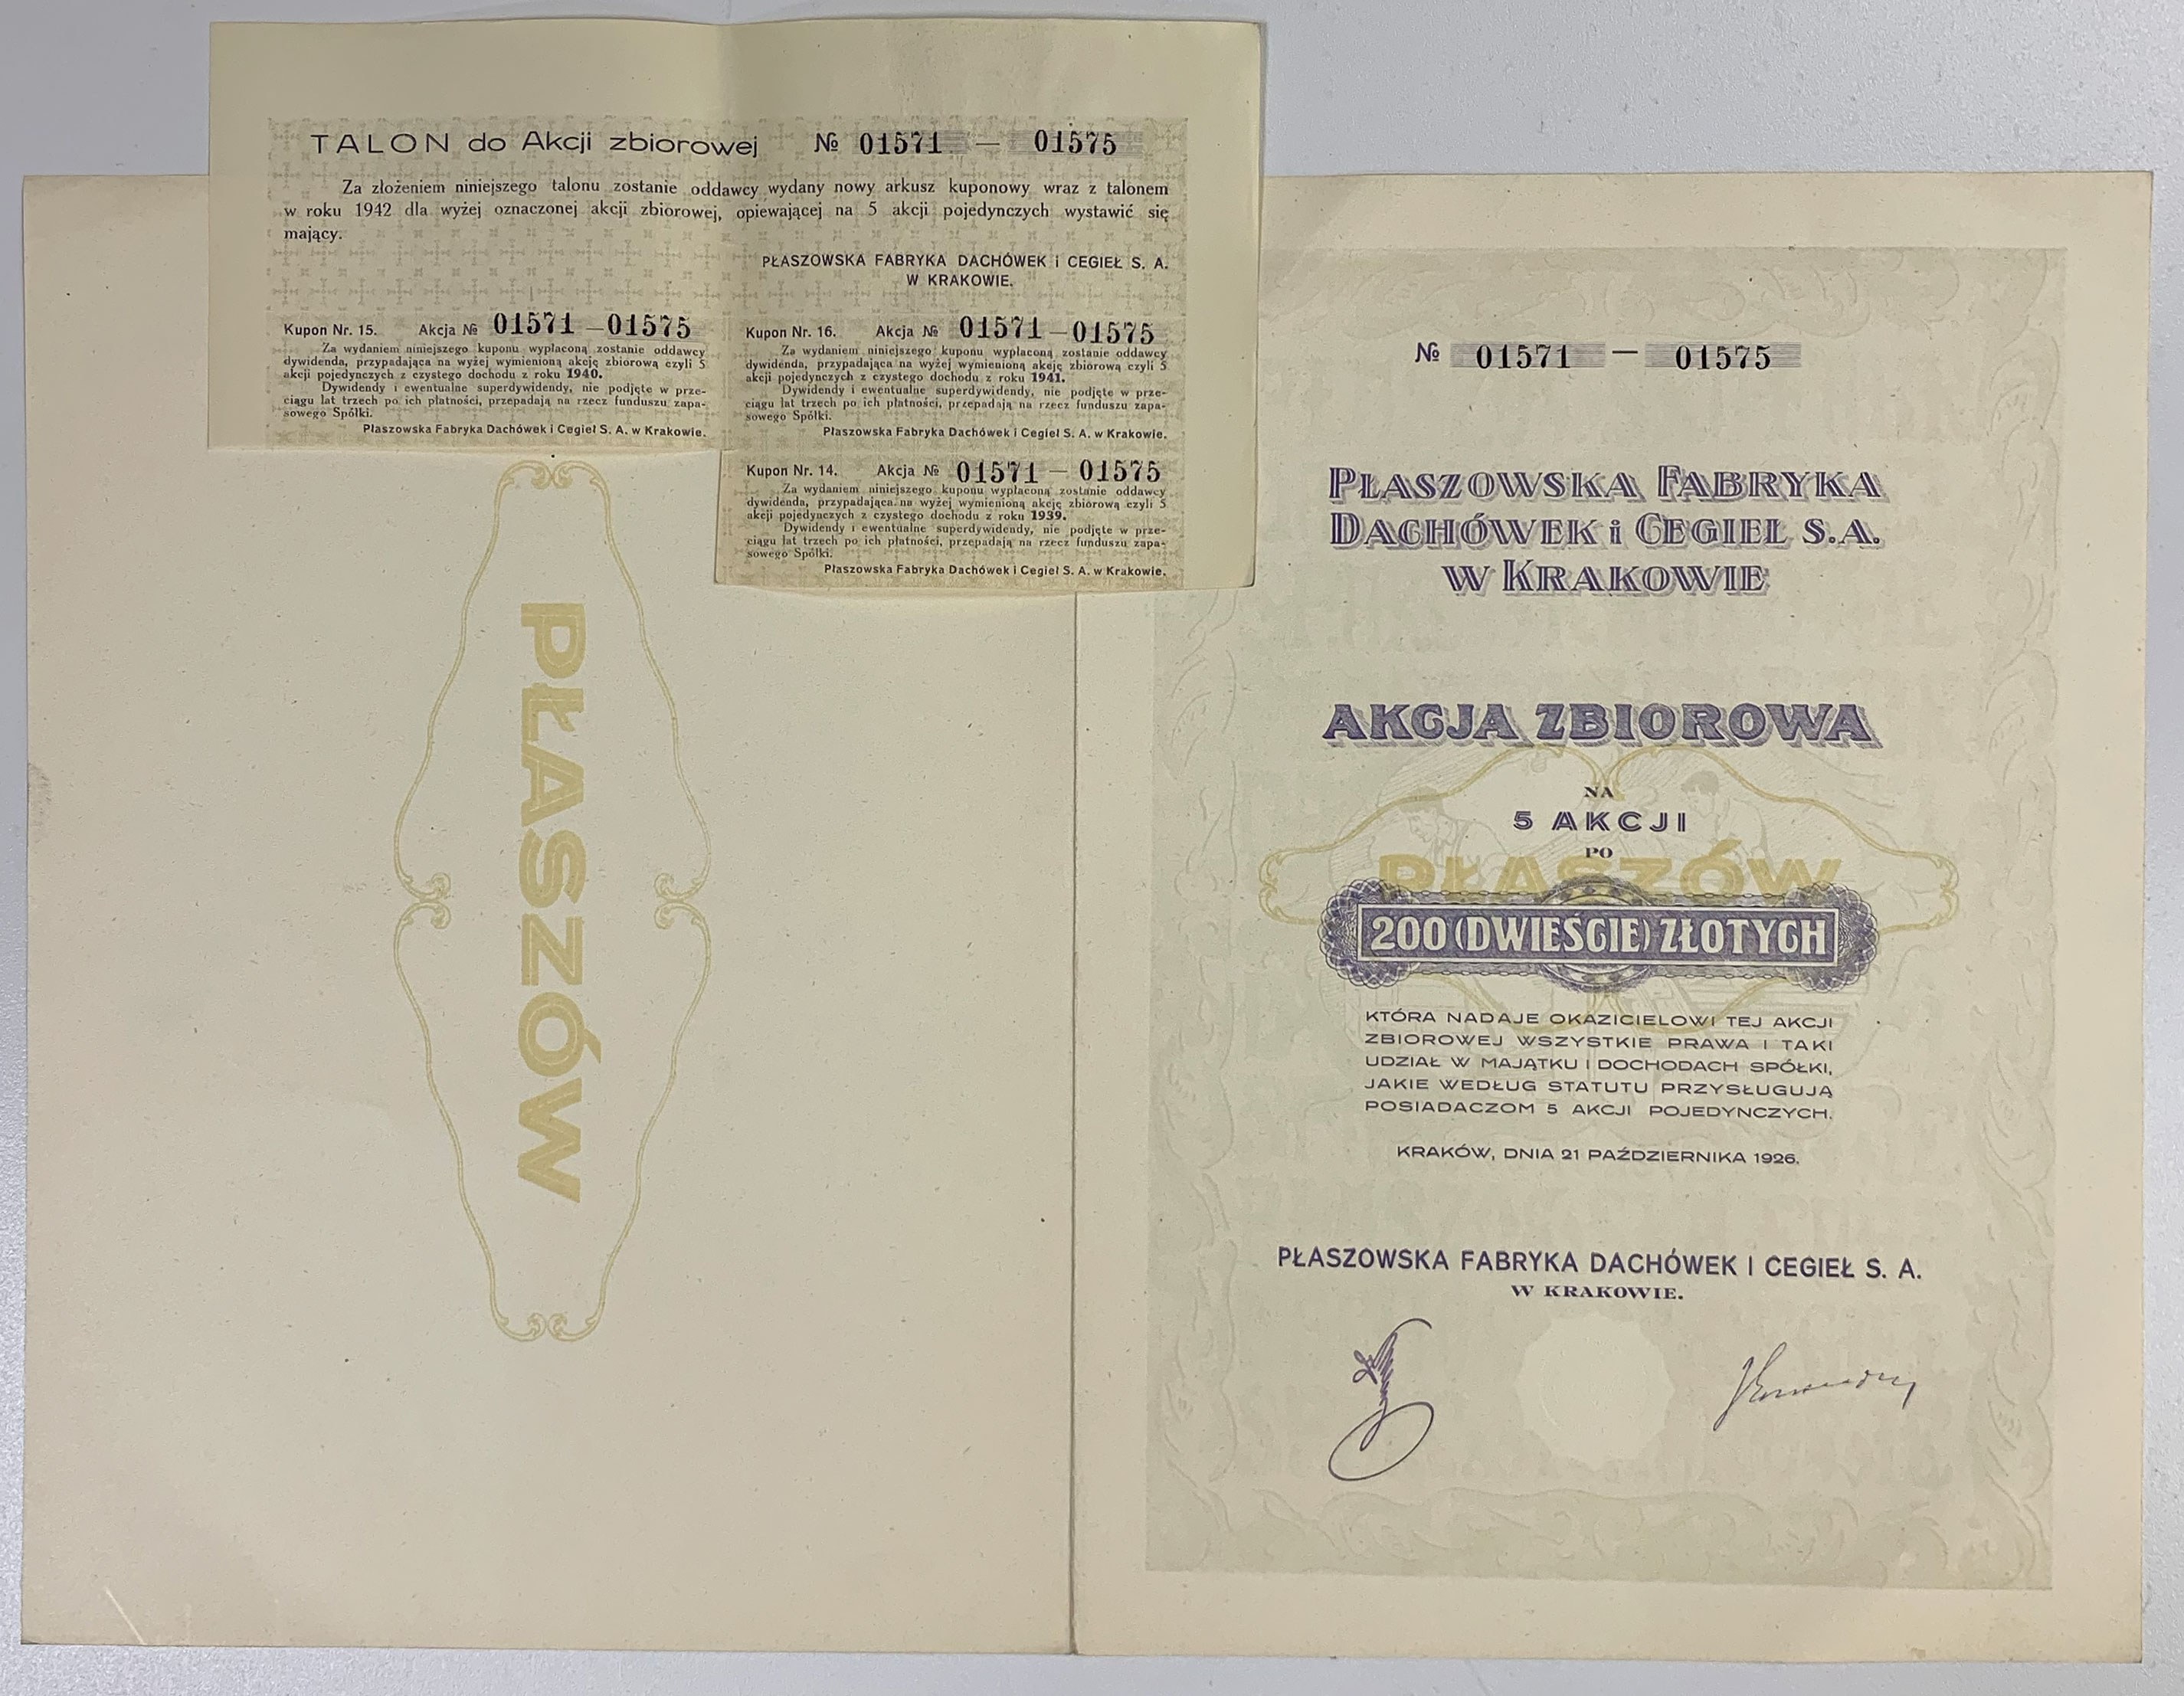 TALON do Akcji zbiorowej № 01571 — 01575
Za złożeniem niniejszego talonu zostanie oddawcy wydany nowy arkusz kuponowy wraz z talonem
w roku 1942 dla wyżej oznaczonej akcji zbiorowej, opiewającej na 5 akcji pojedynczych wystawić się
mający.
PŁASZOWSKA FABRYKA DACHÓWEK i CEGIEŁ S. A.
W KRAKOWIE.
Kupon Nr. 15. Akcja № 01571 — 01575
Za wydaniem niniejszego kuponu wypłaconą zostanie oddawcy
dywidenda, przypadająca na wyżej wymienioną akcję zbiorową czyli 5
akcji pojedynczych z czystego dochodu z roku 1940.
Dywidendy i ewentualne superdywidendy, nie podjęte w prze-
ciągu lat trzech po ich płatności, przepadają na rzecz funduszu zapa-
sowego Spółki.
Płaszowska Fabryka Dachówek i Cegieł S. A. w Krakowie.
Kupon Nr. 16. Akcja № 01571 — 01575
Za wydaniem niniejszego kuponu wypłaconą zostanie oddawcy
dywidenda, przypadająca na wyżej wymienioną akcję zbiorową czyli 5
akcji pojedynczych z czystego dochodu z roku 1941.
Dywidendy i ewentualne superdywidendy, nie podjęte w prze-
ciągu lat trzech po ich płatności, przepadają na rzecz funduszu zapa-
sowego Spółki.
Płaszowska Fabryka Dachówek i Cegieł S. A. w Krakowie.
Kupon Nr. 14. Akcja № 01571 — 01575
Za wydaniem niniejszego kuponu wypłaconą zostanie oddawcy
dywidenda, przypadająca na wyżej wymienioną akcję zbiorową czyli 5
akcji pojedynczych z czystego dochodu z roku 1939.
Dywidendy i ewentualne superdywidendy, nie podjęte w prze-
ciągu lat trzech po ich płatności, przepadają na rzecz funduszu zapa-
sowego Spółki.
Płaszowska Fabryka Dachówek i Cegieł S. A. w Krakowie.
PŁASZÓW
№ 01571 — 01575
PŁASZOWSKA FABRYKA
DACHÓWEK i CEGIEŁ S.A.
W KRAKOWIE
AKCJA ZBIOROWA
NA
5 AKCJI
PO
PŁASZÓW
200 (DWIEŚCIE) ZŁOTYCH
KTÓRA NADAJE OKAZICIELOWI TEJ AKCJI
ZBIOROWEJ WSZYSTKIE PRAWA I TAKI
UDZIAŁ W MAJĄTKU I DOCHODACH SPÓŁKI,
JAKIE WEDŁUG STATUTU PRZYSŁUGUJĄ
POSIADACZOM 5 AKCJI POJEDYNCZYCH.
KRAKÓW, DNIA 21 PAŹDZIERNIKA 1926.
PŁASZOWSKA FABRYKA DACHÓWEK I CEGIEŁ S. A.
W KRAKOWIE.